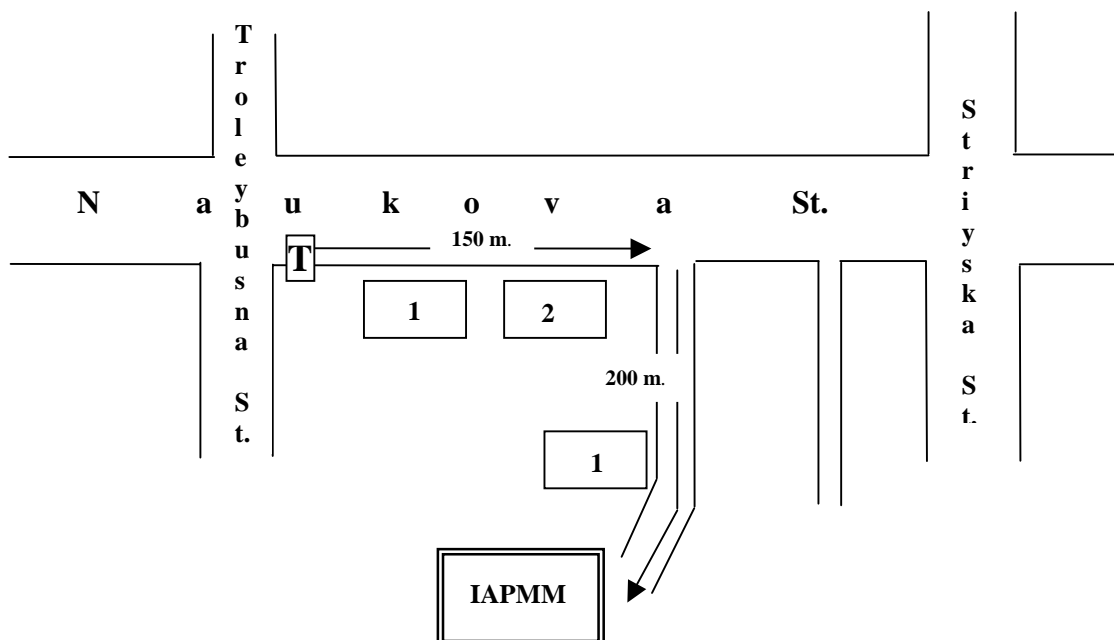 Troleybusna St.
Striyska St.
Naukova St.
T
150 m.
1
2
200 m.
1
IAPMM